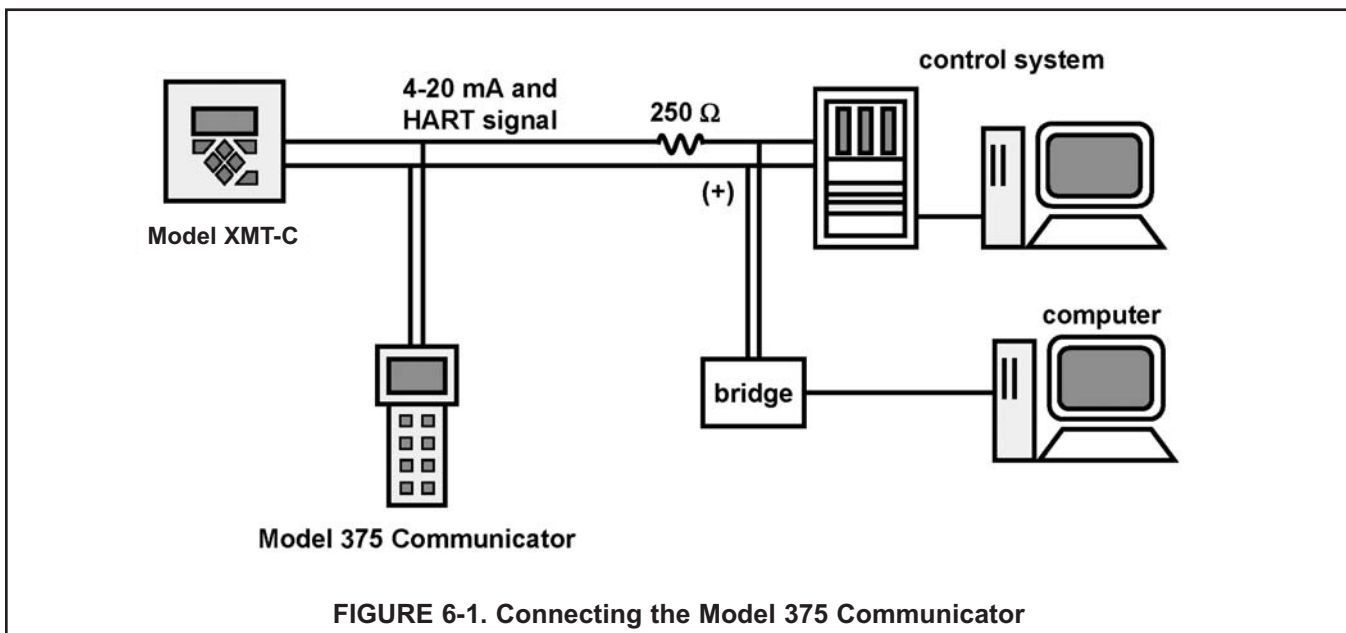 control system
4-20 mA and
HART signal
250 Ω
(+)
Model XMT-C
computer
bridge
Model 375 Communicator
FIGURE 6-1. Connecting the Model 375 Communicator